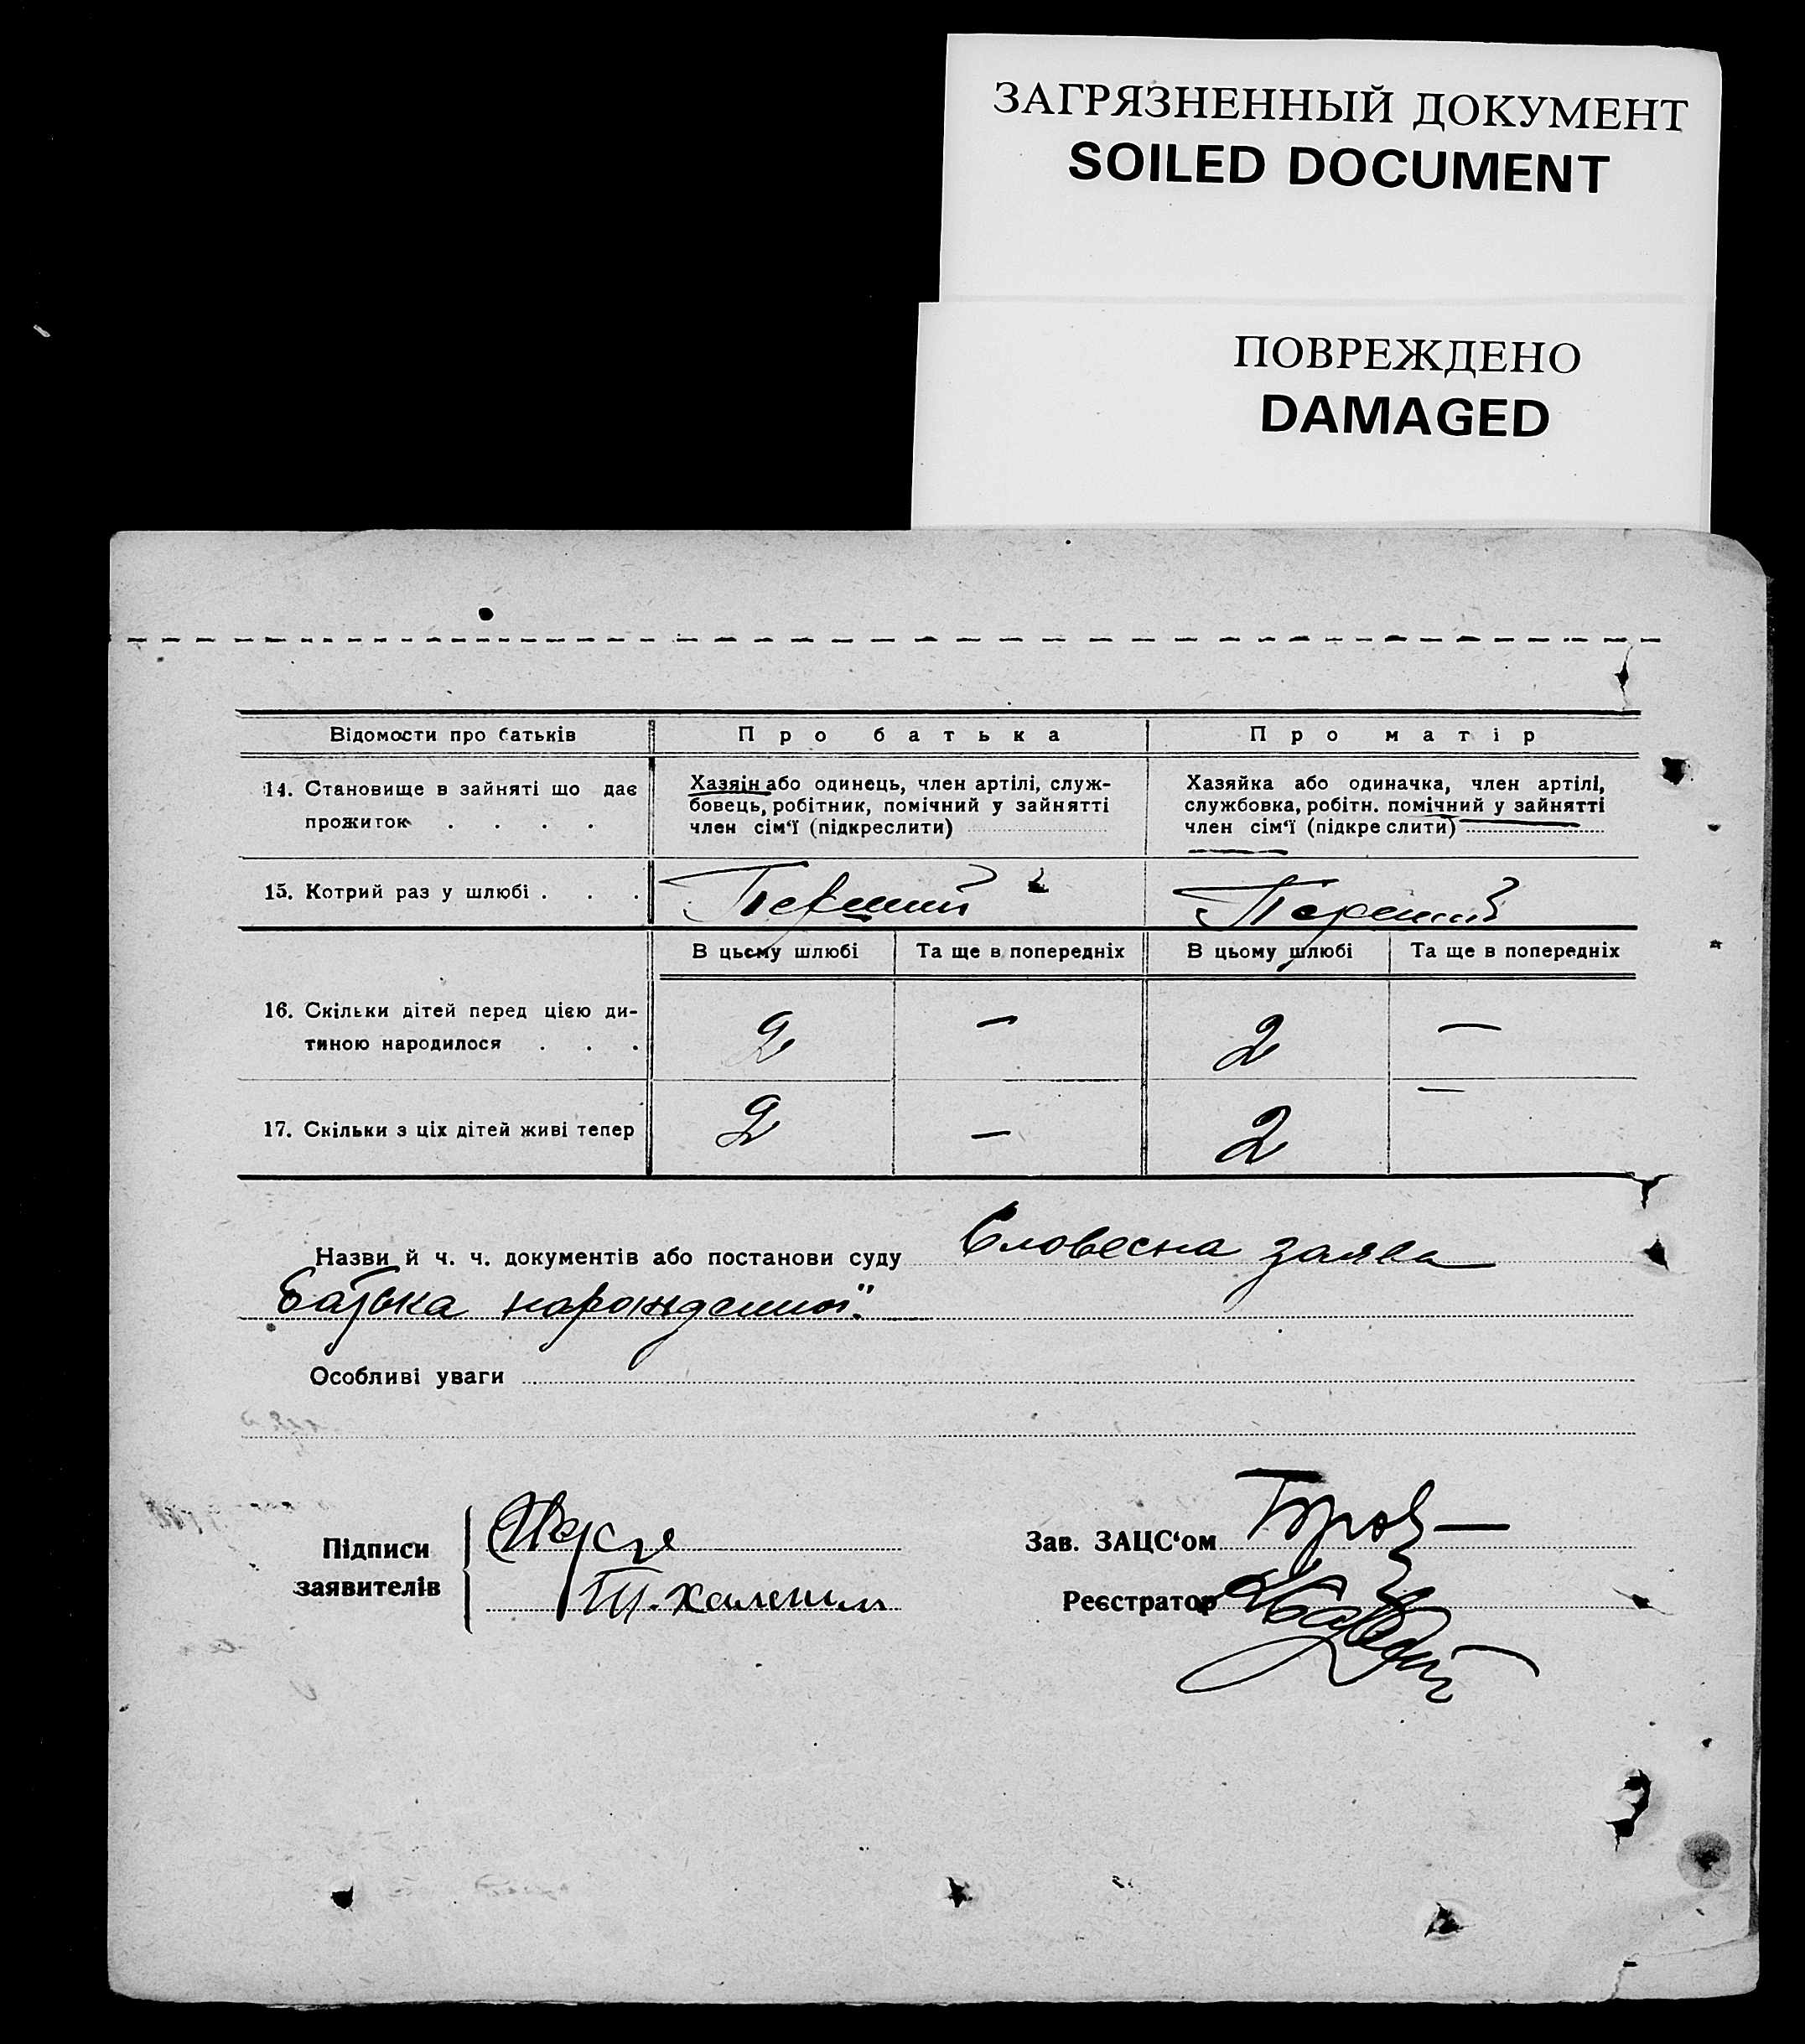 ЗАГРЯЗНЕННЫЙ ДОКУМЕНТ
SOILED DOCUMENT
ПОВРЕЖДЕНО
DAMAGED
Відомости про батьків
Про батька
Про матір
14. Становище в зайняті що дає
прожиток . . . .
Хазяін або одинець, член артілі, служ-
бовець, робітник, помічний у зайнятті
член сім‘ї (підкреслити)
Хазяйка або одиначка, член артілі,
службовка, робітн. помічний у зайнятті
член сім‘ї (підкреслити)
15. Котрий раз у шлюбі . . .
Перший
Перший
В цьому шлюбі
Та ще в попередніх
В цьому шлюбі
Та ще в попередніх
16. Скільки дітей перед цією ди-
тиною народилося . . .
2 — 2 —
17. Скільки з ціх дітей живі тепер
2 — 2 —
Назви й ч. ч. документів або постанови суду Словесна заява
батька нарожденної
Особливі уваги
Підписи
заявителів
Зав. ЗАЦС‘ом
Реєстратор